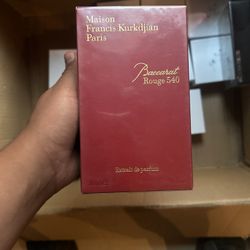 Maison
Francis Kurkdjian
Paris
Baccarat
Rouge 540
Extrait de parfum